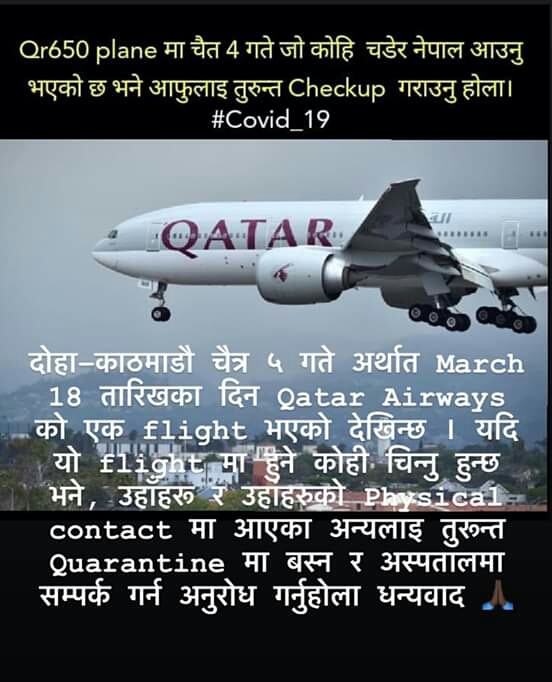 Qr650 plane मा चैत 4 गते जो कोहि चडेर नेपाल आउनु
भएको छ भने आफुलाइ तुरुन्त Checkup गराउनु होला।
#Covid_19
QATAR
दोहा-काठमाडौ चैत्र ५ गते अर्थात March
18 तारिखका दिन Qatar Airways
को एक flight भएको देखिन्छ । यदि
यो flight मा हुने कोही चिन्नु हुन्छ
भने, उहाँहरू र उहाहरुको Physical
contact मा आएका अन्यलाइ तुरून्त
Quarantine मा बस्न र अस्पतालमा
सम्पर्क गर्न अनुरोध गर्नुहोला धन्यवाद 🙏🏿